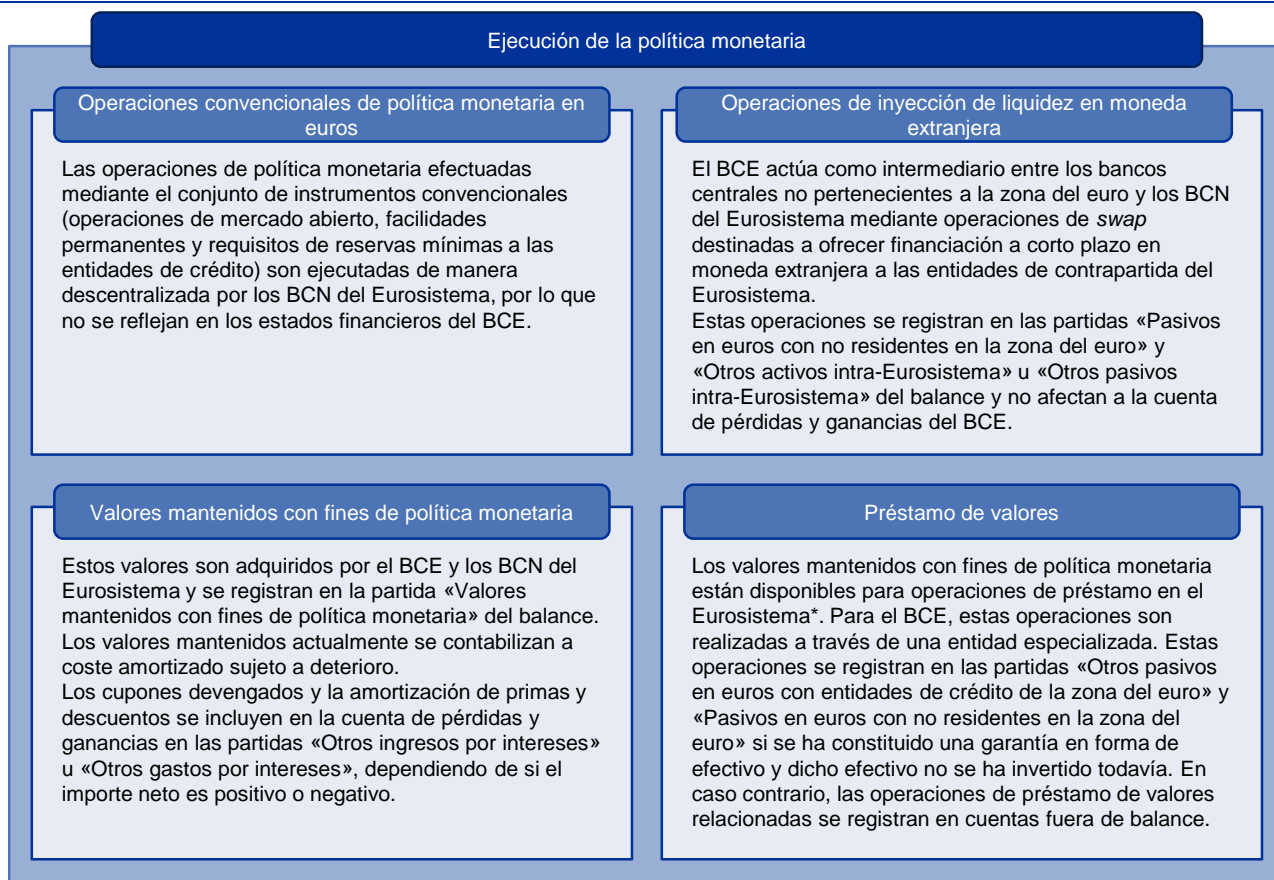 Ejecución de la política monetaria
Operaciones convencionales de política monetaria en
euros
Las operaciones de política monetaria efectuadas
mediante el conjunto de instrumentos convencionales
(operaciones de mercado abierto, facilidades
permanentes y requisitos de reservas mínimas a las
entidades de crédito) son ejecutadas de manera
descentralizada por los BCN del Eurosistema, por lo que
no se reflejan en los estados financieros del BCE.
Operaciones de inyección de liquidez en moneda
extranjera
El BCE actúa como intermediario entre los bancos
centrales no pertenecientes a la zona del euro y los BCN
del Eurosistema mediante operaciones de swap
destinadas a ofrecer financiación a corto plazo en
moneda extranjera a las entidades de contrapartida del
Eurosistema.
Estas operaciones se registran en las partidas «Pasivos
en euros con no residentes en la zona del euro» y
«Otros activos intra-Eurosistema» u «Otros pasivos
intra-Eurosistema» del balance y no afectan a la cuenta
de pérdidas y ganancias del BCE.
Valores mantenidos con fines de política monetaria
Estos valores son adquiridos por el BCE y los BCN del
Eurosistema y se registran en la partida «Valores
mantenidos con fines de política monetaria» del balance.
Los valores mantenidos actualmente se contabilizan a
coste amortizado sujeto a deterioro.
Los cupones devengados y la amortización de primas y
descuentos se incluyen en la cuenta de pérdidas y
ganancias en las partidas «Otros ingresos por intereses»
u «Otros gastos por intereses», dependiendo de si el
importe neto es positivo o negativo.
Préstamo de valores
Los valores mantenidos con fines de política monetaria
están disponibles para operaciones de préstamo en el
Eurosistema*. Para el BCE, estas operaciones son
realizadas a través de una entidad especializada. Estas
operaciones se registran en las partidas «Otros pasivos
en euros con entidades de crédito de la zona del euro» y
«Pasivos en euros con no residentes en la zona del
euro» si se ha constituido una garantía en forma de
efectivo y dicho efectivo no se ha invertido todavía. En
caso contrario, las operaciones de préstamo de valores
relacionadas se registran en cuentas fuera de balance.